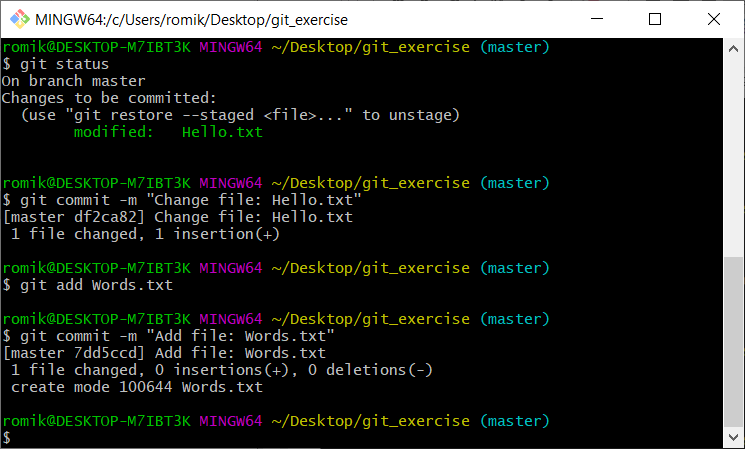 MINGW64:/c/Users/romik/Desktop/git_exercise
romik@DESKTOP-M7IBT3K MINGW64 ~/Desktop/git_exercise (master)
$ git status
On branch master
Changes to be committed:
  (use "git restore --staged <file>..." to unstage)
        modified:   Hello.txt
romik@DESKTOP-M7IBT3K MINGW64 ~/Desktop/git_exercise (master)
$ git commit -m "Change file: Hello.txt"
[master df2ca82] Change file: Hello.txt
 1 file changed, 1 insertion(+)
romik@DESKTOP-M7IBT3K MINGW64 ~/Desktop/git_exercise (master)
$ git add Words.txt
romik@DESKTOP-M7IBT3K MINGW64 ~/Desktop/git_exercise (master)
$ git commit -m "Add file: Words.txt"
[master 7dd5ccd] Add file: Words.txt
 1 file changed, 0 insertions(+), 0 deletions(-)
 create mode 100644 Words.txt
romik@DESKTOP-M7IBT3K MINGW64 ~/Desktop/git_exercise (master)
$